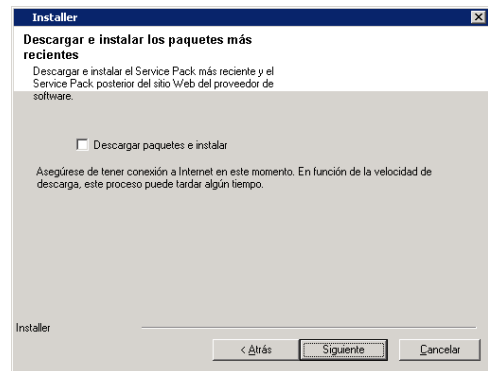 Installer
Descargar e instalar los paquetes más
recientes
Descargar e instalar el Service Pack más reciente y el
Service Pack posterior del sitio Web del proveedor de
software.
Descargar paquetes e instalar
Asegúrese de tener conexión a Internet en este momento. En función de la velocidad de
descarga, este proceso puede tardar algún tiempo.
Installer
< Atrás
Siguiente
Cancelar